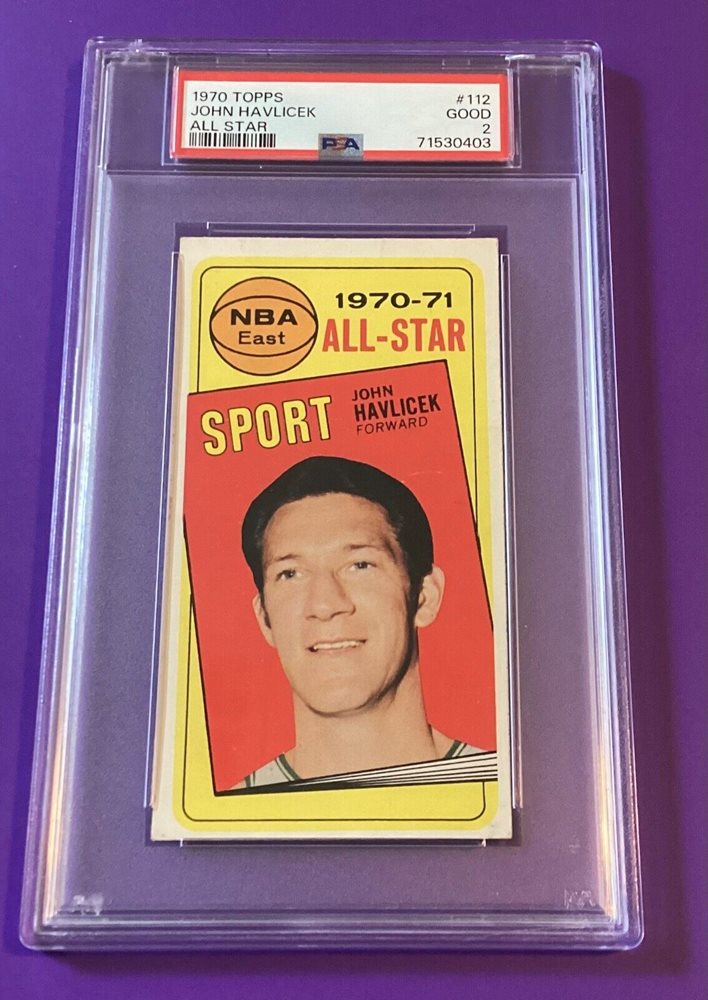 1970 TOPPS #112
JOHN HAVLICEK GOOD
ALL STAR 2
PSA 71530403
NBA
East
1970-71
ALL-STAR
SPORT
JOHN
HAVLICEK
FORWARD